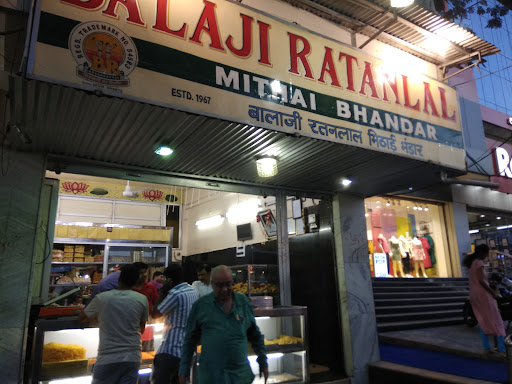 BALAJI RATANLAL
MITHAI BHANDAR
ESTD. 1967
बालाजी रतनलाल मिठाई भंडार